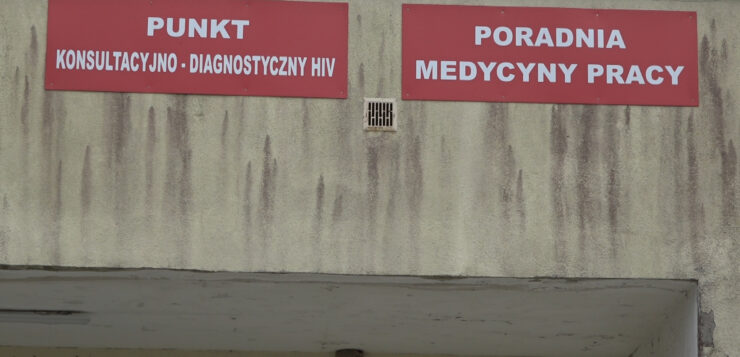 PUNKT
KONSULTACYJNO - DIAGNOSTYCZNY HIV
PORADNIA
MEDYCYNY PRACY